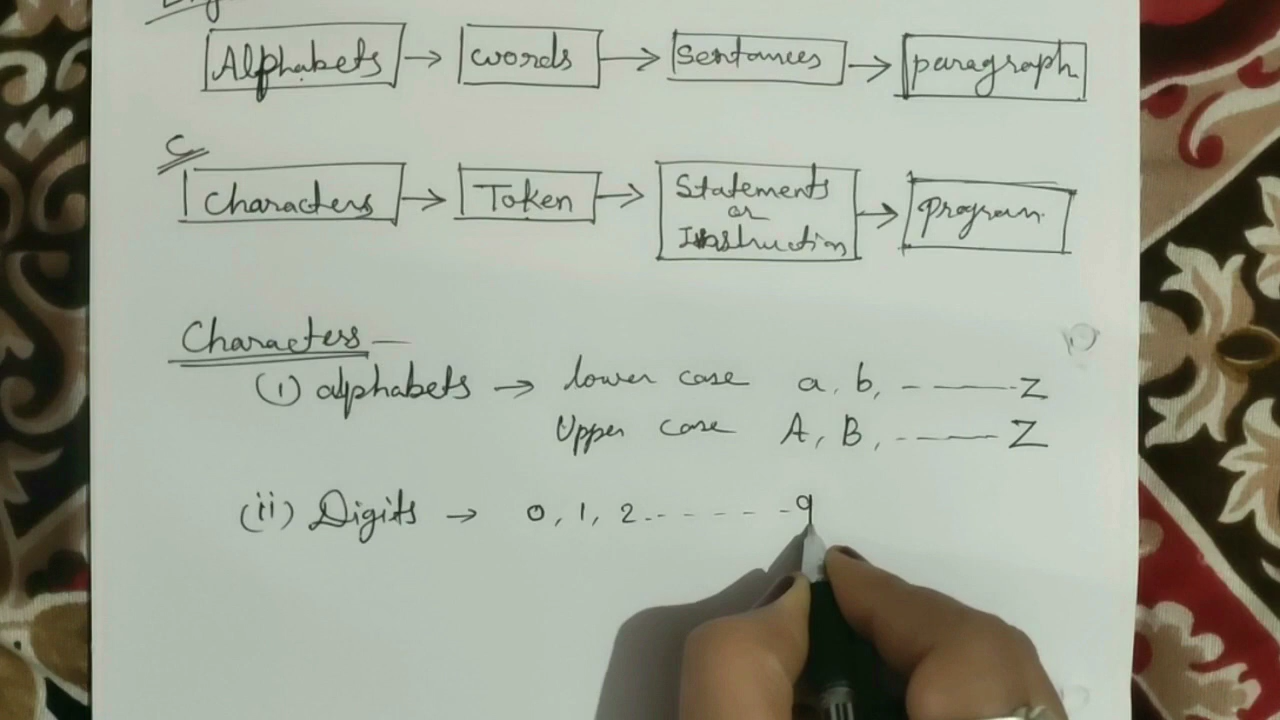 Alphabets → words → Sentances → paragraph
C
Characters → Token → Statements or Instruction → program
Characters —
(i) alphabets → lower case a, b, - ——— z
Upper case A, B, - - ——— Z
(ii) Digits → 0, 1, 2 - - - - - - - 9